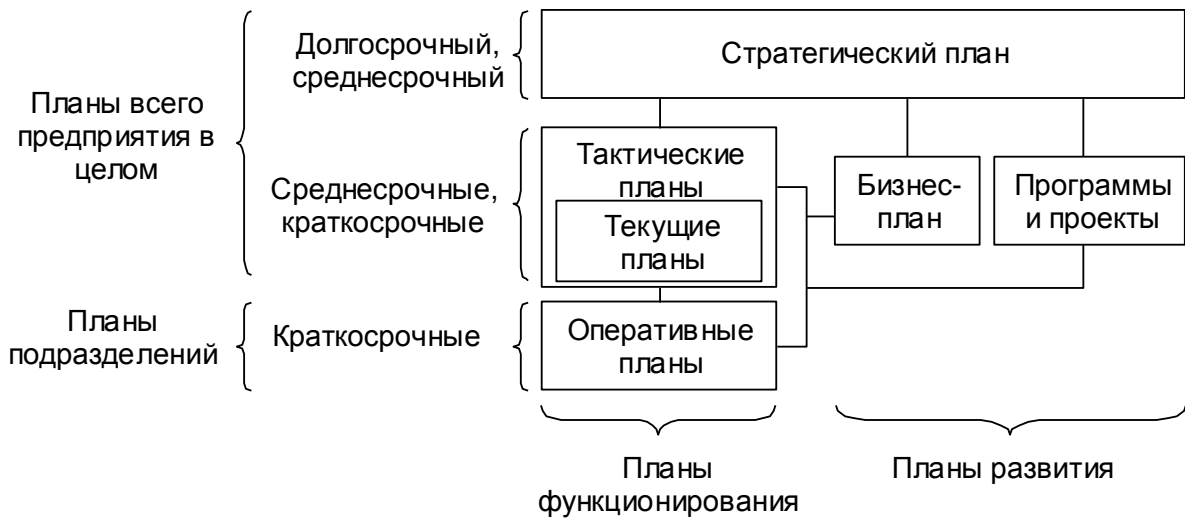 Долгосрочный,
среднесрочный
Стратегический план
Планы всего
предприятия в
целом
Среднесрочные,
краткосрочные
Тактические
планы
Текущие
планы
Бизнес-
план
Программы
и проекты
Планы
подразделений
Краткосрочные
Оперативные
планы
Планы
функционирования
Планы развития